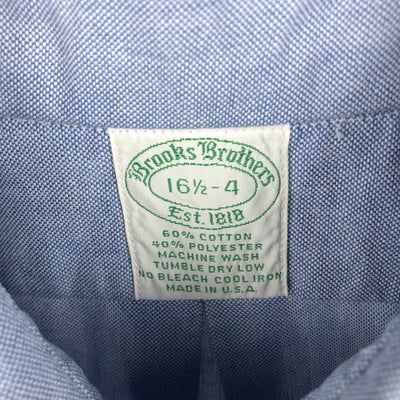 Brooks Brothers
16½-4
Est. 1818
60% COTTON
40% POLYESTER
MACHINE WASH
TUMBLE DRY LOW
NO BLEACH COOL IRON
MADE IN U.S.A.